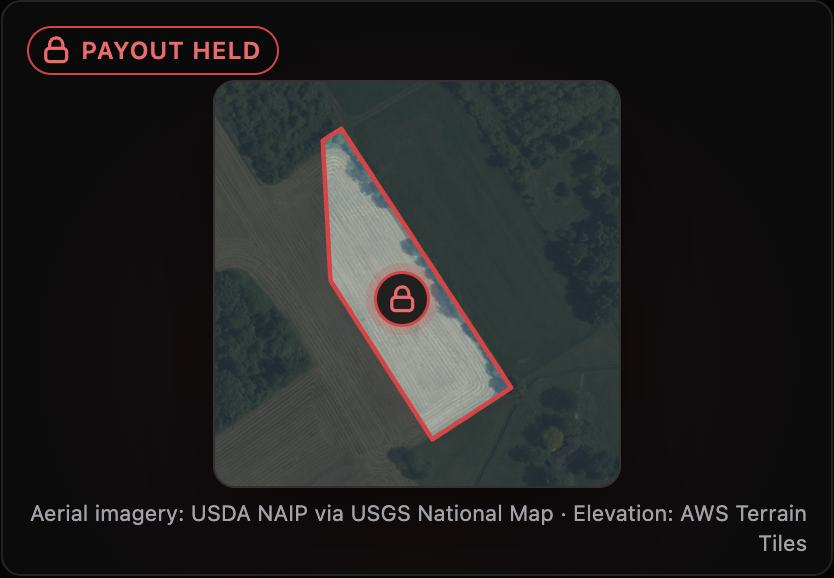 PAYOUT HELD
Aerial imagery: USDA NAIP via USGS National Map · Elevation: AWS Terrain
Tiles